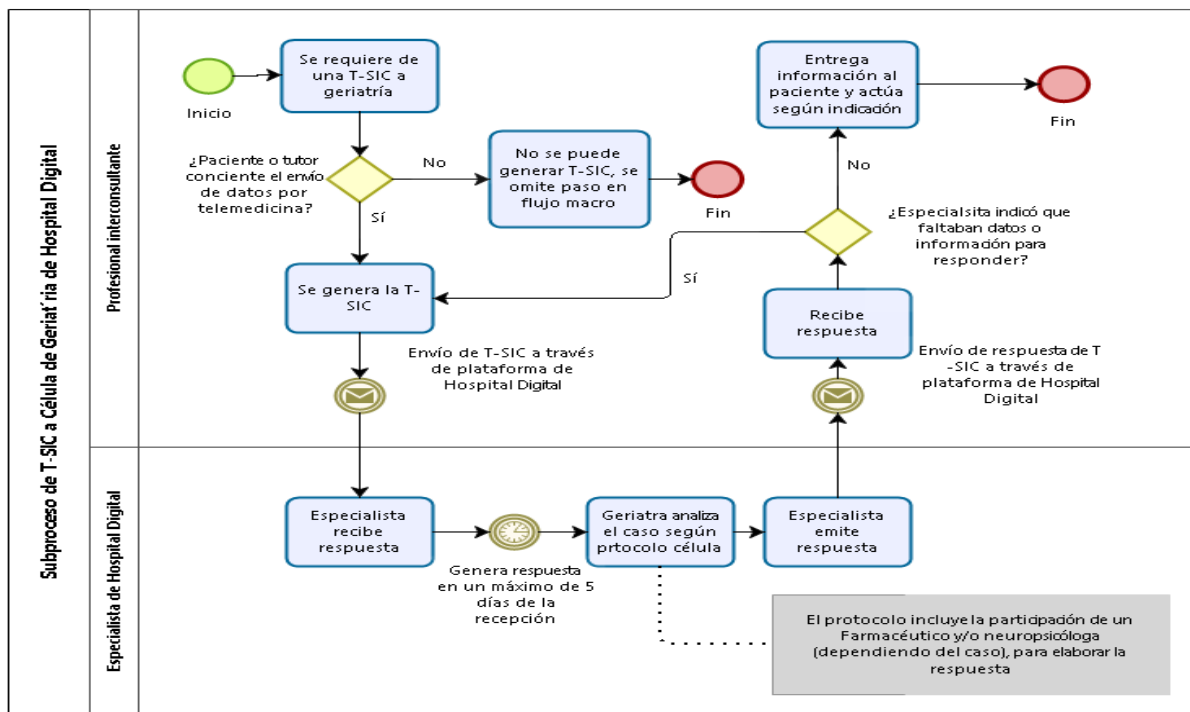 Subproceso de T-SIC a Célula de Geriat´ria de Hospital Digital
Profesional interconsultante
Inicio
Se requiere de
una T-SIC a
geriatría
¿Paciente o tutor
conciente el envío
de datos por
telemedicina?
No
No se puede
generar T-SIC, se
omite paso en
flujo macro
Fin
Sí
Se genera la T-
SIC
Envío de T-SIC a través
de plataforma de
Hospital Digital
Entrega
información al
paciente y actúa
según indicación
Fin
No
¿Especialsita indicó que
faltaban datos o
información para
responder?
Sí
Recibe
respuesta
Envío de respuesta de T
-SIC a través de
plataforma de Hospital
Digital
Especialista de Hospital Digital
Especialista
recibe
respuesta
Genera respuesta
en un máximo de 5
días de la
recepción
Geriatra analiza
el caso según
prtocolo célula
Especialista
emite
respuesta
El protocolo incluye la participación de un
Farmacéutico y/o neuropsicóloga
(dependiendo del caso), para elaborar la
respuesta